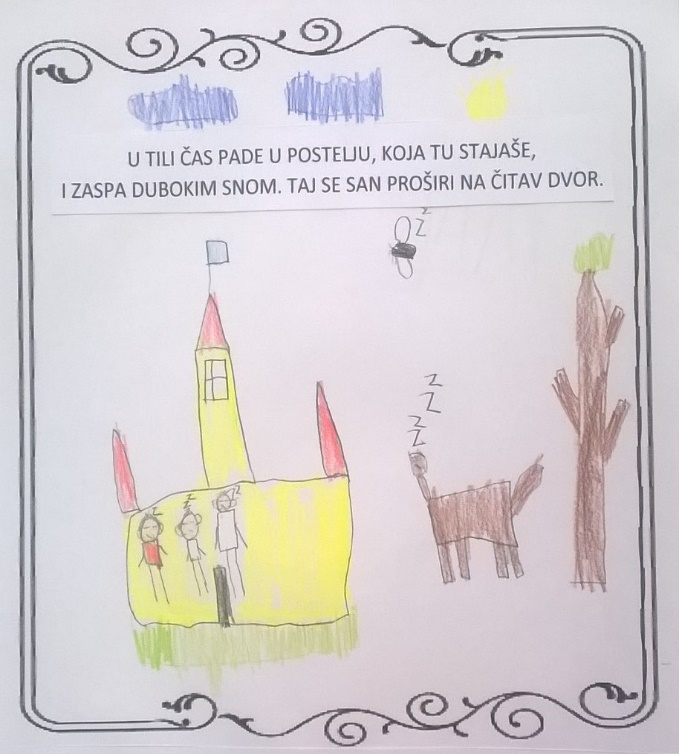 U TILI ČAS PADE U POSTELJU, KOJA TU STAJAŠE,
I ZASPA DUBOKIM SNOM. TAJ SE SAN PROŠIRI NA ČITAV DVOR.
Z
Z
Z
Z
Z
Z
Z
Z
Z